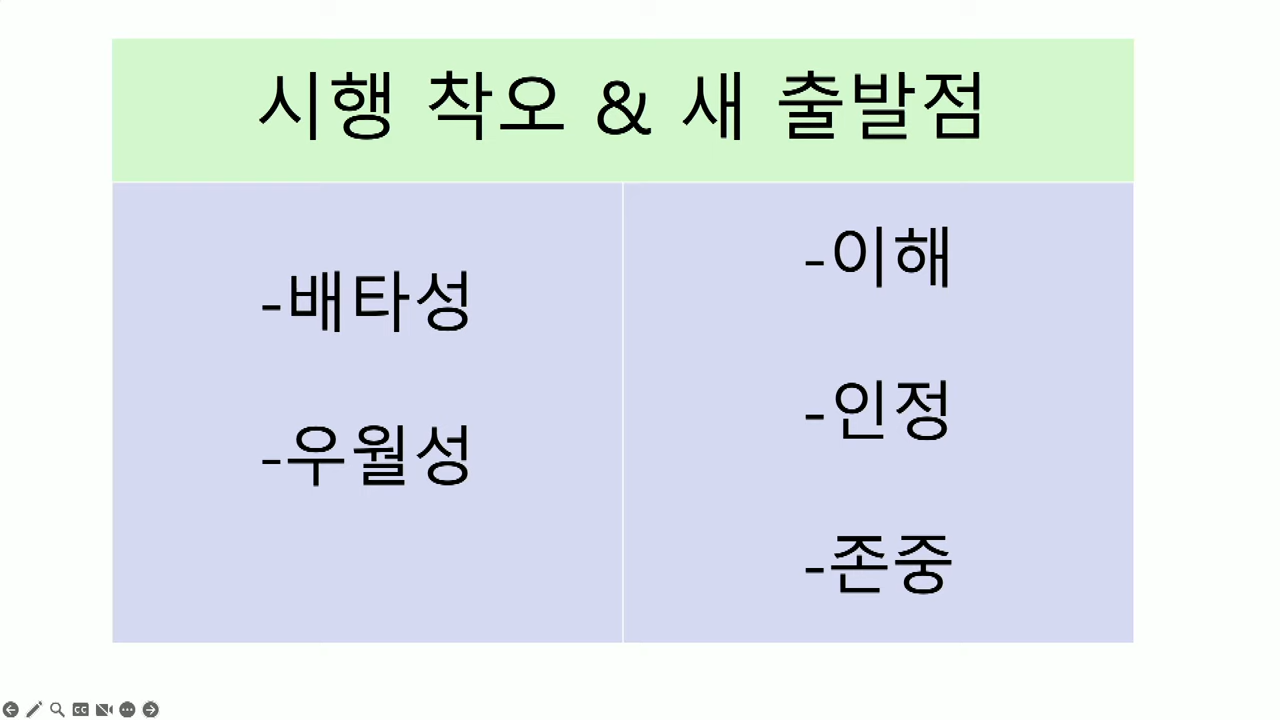 시행 착오 & 새 출발점
-배타성
-우월성
-이해
-인정
-존중